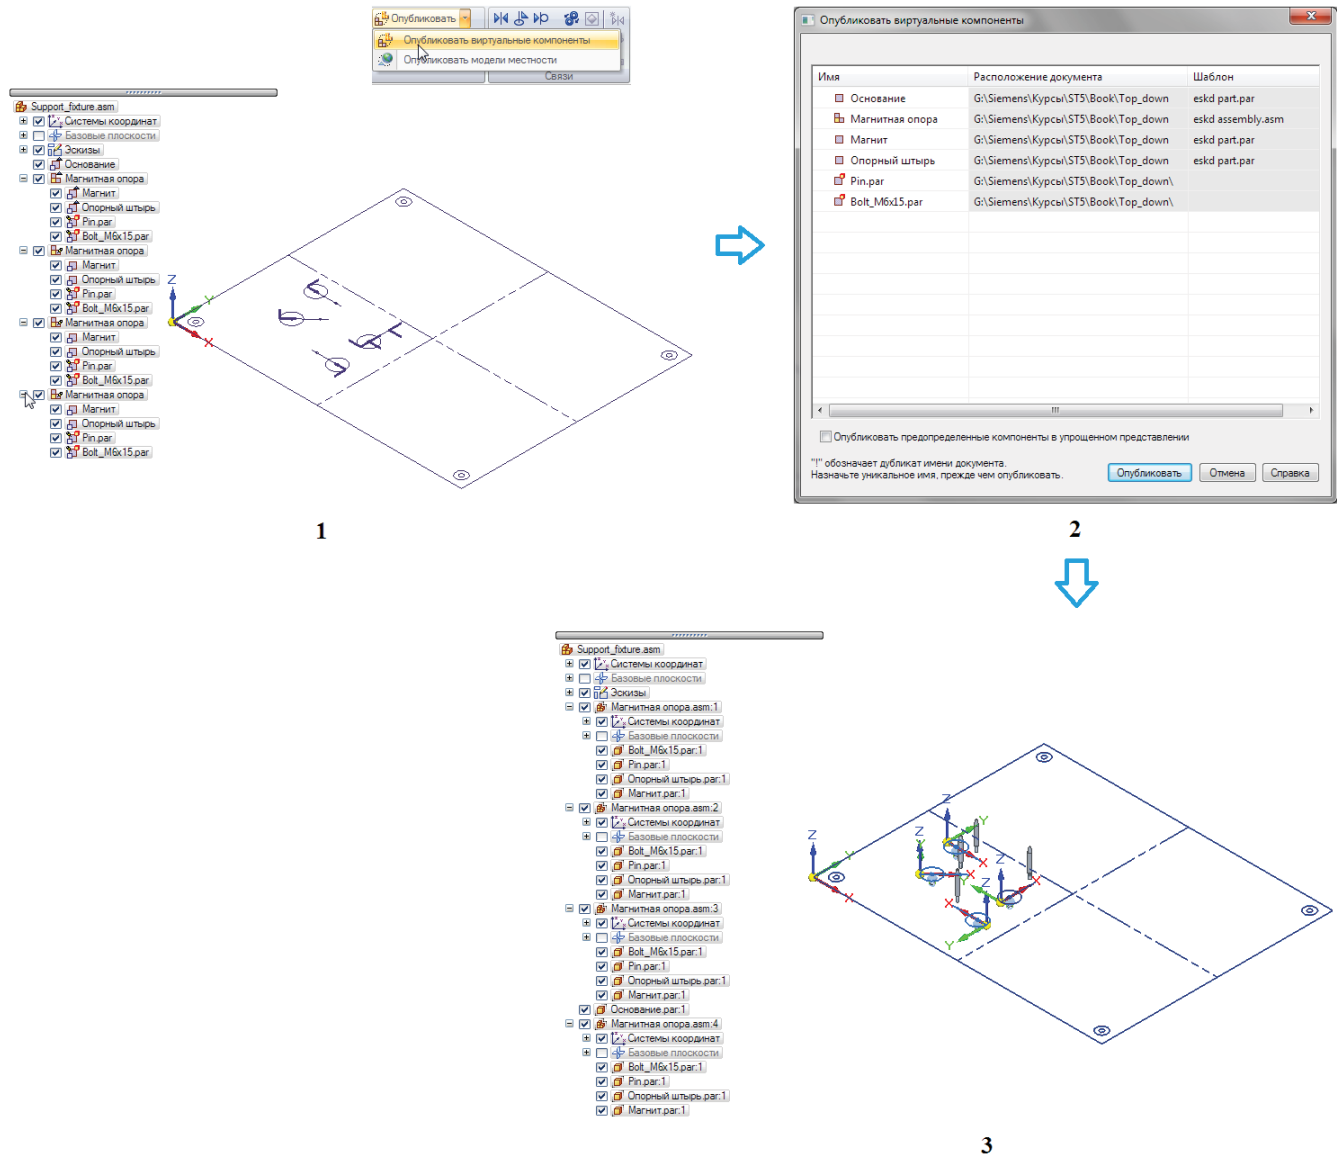 Опубликовать
Опубликовать виртуальные компоненты
Опубликовать модели местности
Связи
Support_fixture.asm
Системы координат
Базовые плоскости
Эскизы
Основание
Магнитная опора
Магнит
Опорный штырь
Pin.par
Bolt_M6x15.par
Магнитная опора
Магнит
Опорный штырь
Pin.par
Bolt_M6x15.par
Магнитная опора
Магнит
Опорный штырь
Pin.par
Bolt_M6x15.par
Магнитная опора
Магнит
Опорный штырь
Pin.par
Bolt_M6x15.par
Z
Y
X
1
Опубликовать виртуальные компоненты
Имя Расположение документа Шаблон
Основание G:\Siemens\Курсы\ST5\Book\Top_down eskd part.par
Магнитная опора G:\Siemens\Курсы\ST5\Book\Top_down eskd assembly.asm
Магнит G:\Siemens\Курсы\ST5\Book\Top_down eskd part.par
Опорный штырь G:\Siemens\Курсы\ST5\Book\Top_down eskd part.par
Pin.par G:\Siemens\Курсы\ST5\Book\Top_down\
Bolt_M6x15.par G:\Siemens\Курсы\ST5\Book\Top_down\
Опубликовать предопределенные компоненты в упрощенном представлении
"!" обозначает дубликат имени документа.
Назначьте уникальное имя, прежде чем опубликовать.
Опубликовать Отмена Справка
2
Support_fixture.asm
Системы координат
Базовые плоскости
Эскизы
Магнитная опора.asm:1
Системы координат
Базовые плоскости
Bolt_M6x15.par:1
Pin.par:1
Опорный штырь.par:1
Магнит.par:1
Магнитная опора.asm:2
Системы координат
Базовые плоскости
Bolt_M6x15.par:1
Pin.par:1
Опорный штырь.par:1
Магнит.par:1
Магнитная опора.asm:3
Системы координат
Базовые плоскости
Bolt_M6x15.par:1
Pin.par:1
Опорный штырь.par:1
Магнит.par:1
Основание.par:1
Магнитная опора.asm:4
Системы координат
Базовые плоскости
Bolt_M6x15.par:1
Pin.par:1
Опорный штырь.par:1
Магнит.par:1
Z
Y
X
Z
Y
X
Z
X
Y
Z
X
Y
Z
X
Y
3